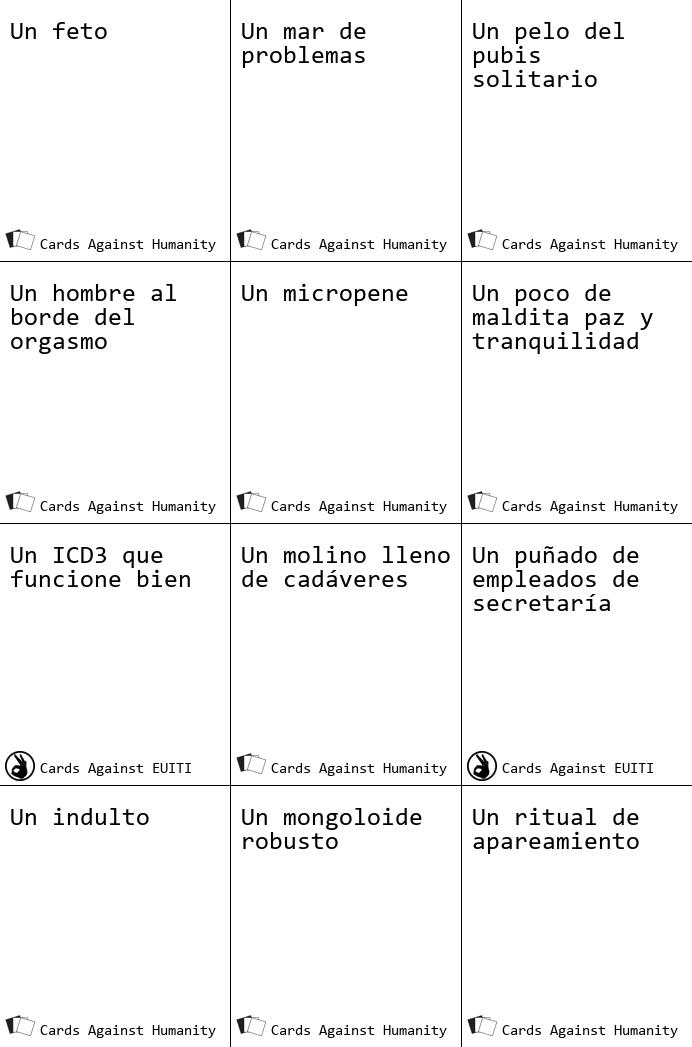 Un feto
Cards Against Humanity
Un mar de
problemas
Cards Against Humanity
Un pelo del
pubis
solitario
Cards Against Humanity
Un hombre al
borde del
orgasmo
Cards Against Humanity
Un micropene
Cards Against Humanity
Un poco de
maldita paz y
tranquilidad
Cards Against Humanity
Un ICD3 que
funcione bien
Cards Against EUITI
Un molino lleno
de cadáveres
Cards Against Humanity
Un puñado de
empleados de
secretaría
Cards Against EUITI
Un indulto
Cards Against Humanity
Un mongoloide
robusto
Cards Against Humanity
Un ritual de
apareamiento
Cards Against Humanity